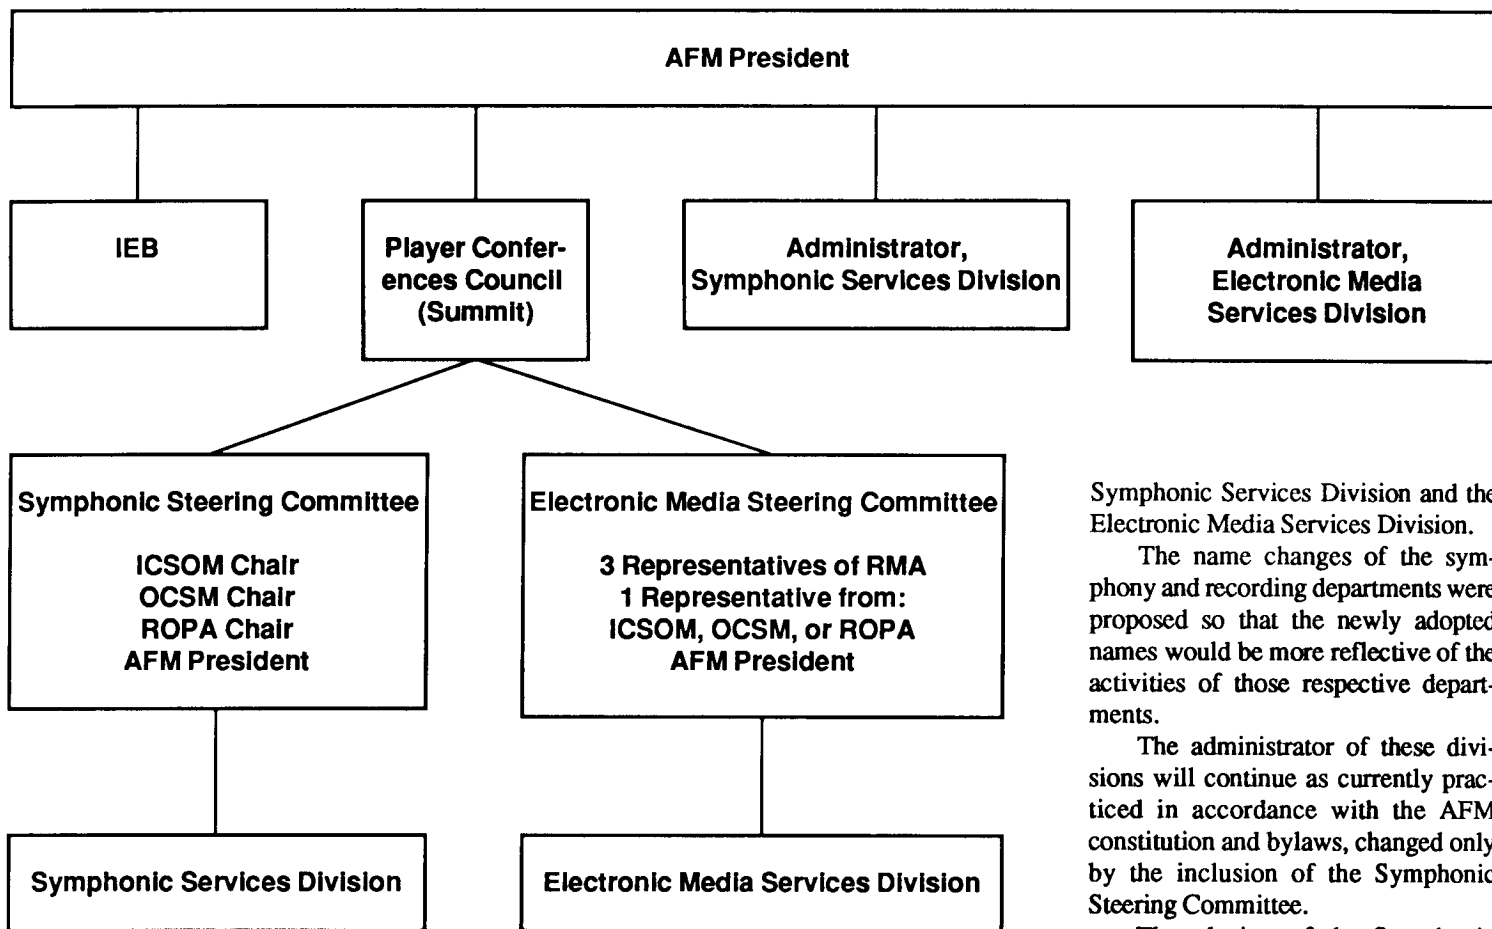 AFM President
IEB
Player Confer-
ences Council
(Summit)
Administrator,
Symphonic Services Division
Administrator,
Electronic Media
Services Division
Symphonic Steering Committee
ICSOM Chair
OCSM Chair
ROPA Chair
AFM President
Electronic Media Steering Committee
3 Representatives of RMA
1 Representative from:
ICSOM, OCSM, or ROPA
AFM President
Symphonic Services Division
Electronic Media Services Division
Symphonic Services Division and the
Electronic Media Services Division.
The name changes of the sym-
phony and recording departments were
proposed so that the newly adopted
names would be more reflective of the
activities of those respective depart-
ments.
The administrator of these divi-
sions will continue as currently prac-
ticed in accordance with the AFM
constitution and bylaws, changed only
by the inclusion of the Symphonic
Steering Committee.